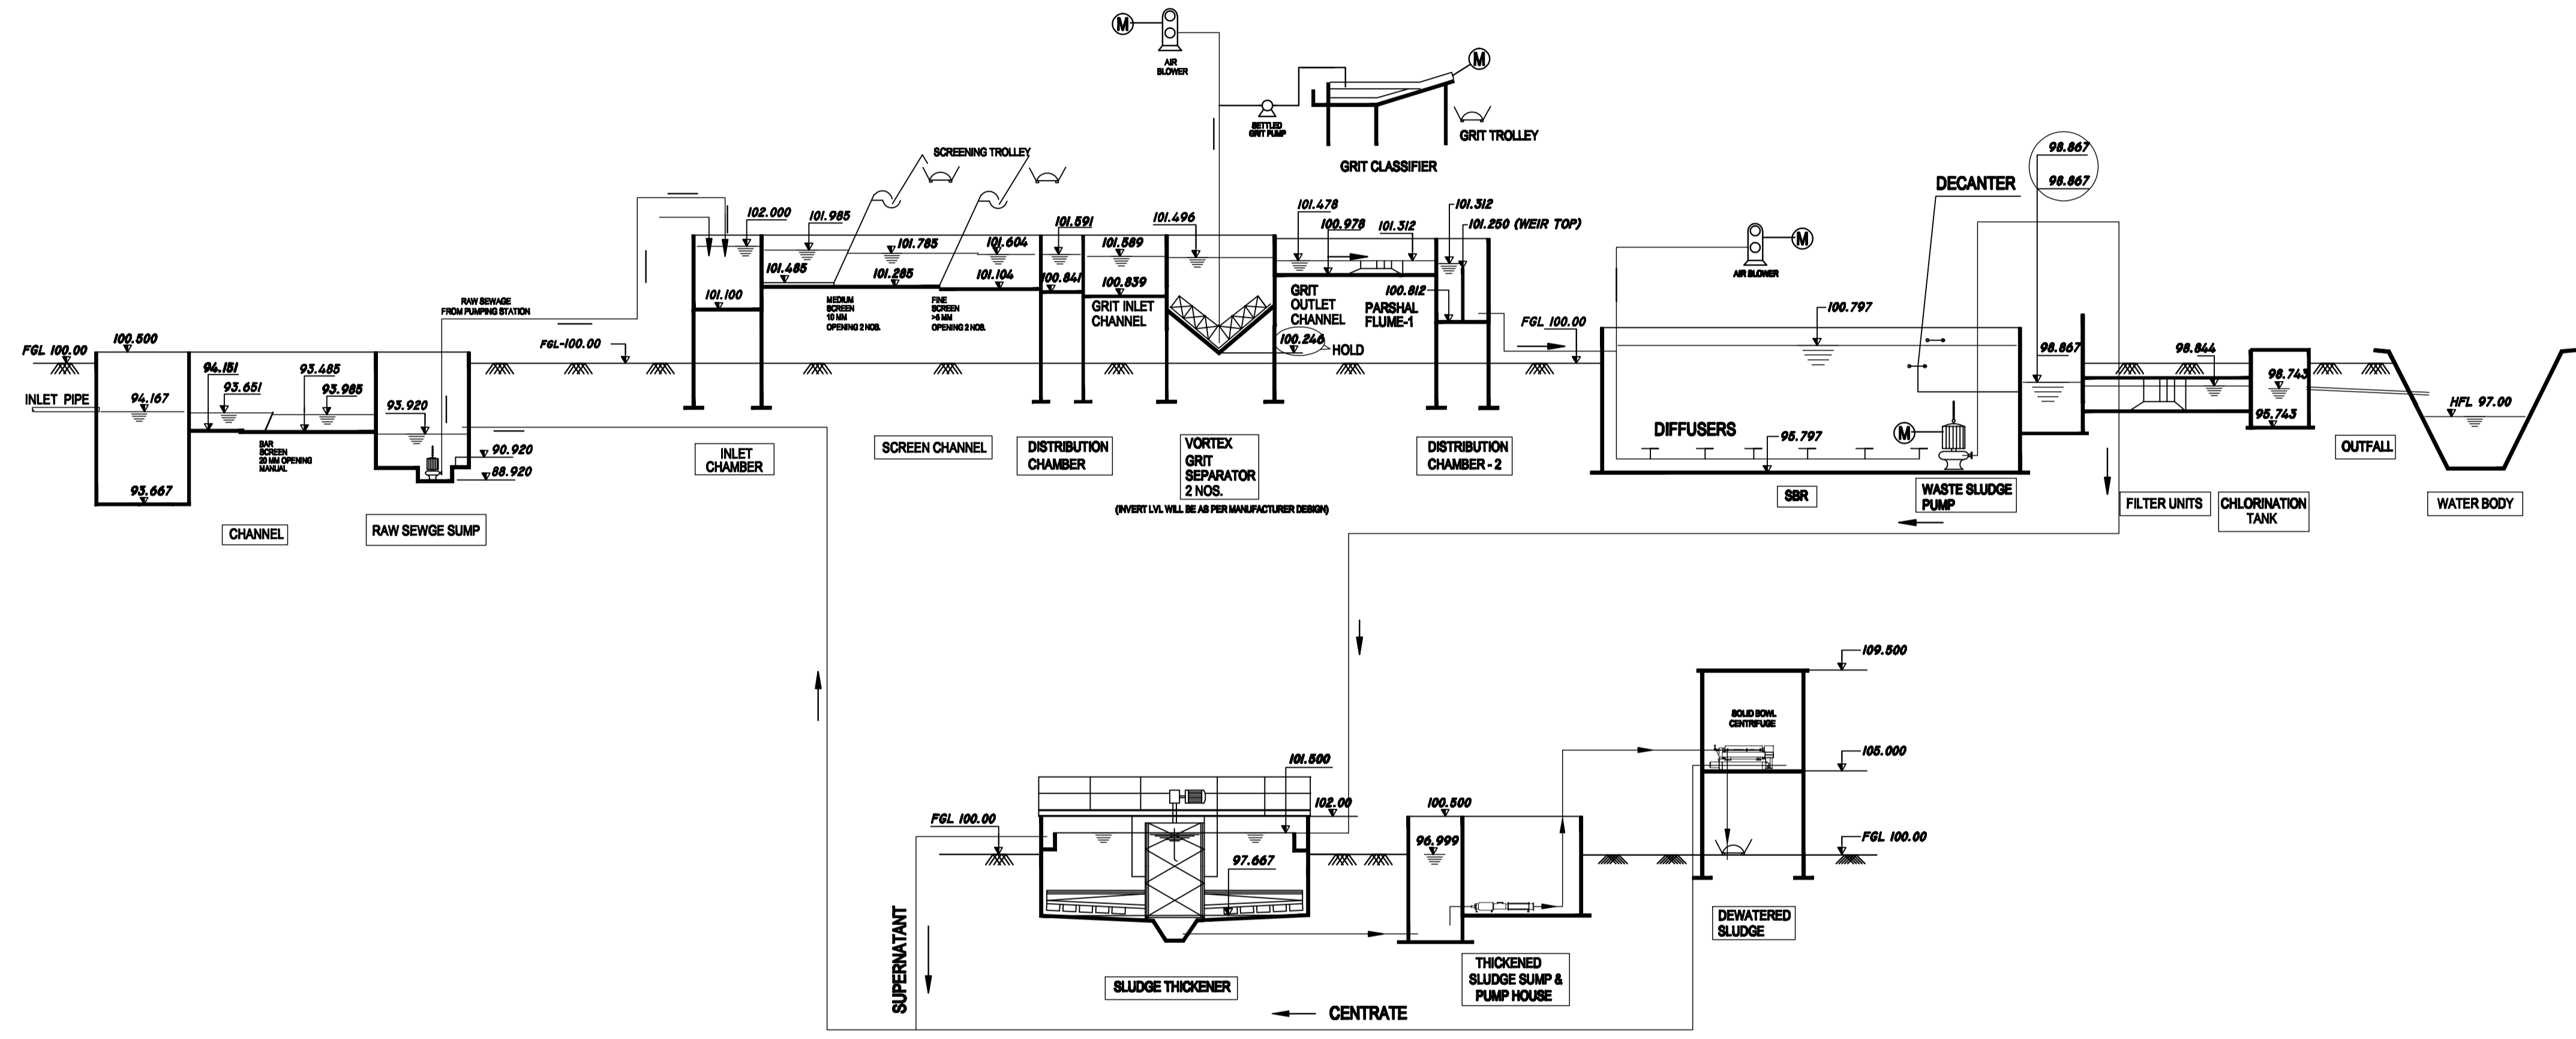 M
AIR
BLOWER
M
SETTLED
GRIT PUMP
GRIT TROLLEY
GRIT CLASSIFIER
SCREENING TROLLEY
98.867
98.867
DECANTER
102.000
101.985
101.785
101.604
101.591
101.589
101.496
101.478
100.978
101.312
101.312
101.250 (WEIR TOP)
M
AIR BLOWER
101.485
101.285
101.104
100.841
100.839
101.100
GRIT INLET
CHANNEL
GRIT
OUTLET
CHANNEL
PARSHAL
FLUME-1
100.812
100.246
HOLD
MEDIUM
SCREEN
10 MM
OPENING 2 NOS.
FINE
SCREEN
>5 MM
OPENING 2 NOS.
RAW SEWAGE
FROM PUMPING STATION
FGL 100.00
100.797
FGL 100.00
100.500
FGL-100.00
98.867
98.844
98.743
95.743
HFL 97.00
INLET PIPE
94.167
94.151
93.651
93.485
93.985
93.920
90.920
88.920
93.667
BAR
SCREEN
20 MM OPENING
MANUAL
DIFFUSERS
95.797
M
CHANNEL
RAW SEWGE SUMP
INLET
CHAMBER
SCREEN CHANNEL
DISTRIBUTION
CHAMBER
VORTEX
GRIT
SEPARATOR
2 NOS.
(INVERT LVL WILL BE AS PER MANUFACTURER DESIGN)
DISTRIBUTION
CHAMBER - 2
SBR
WASTE SLUDGE
PUMP
FILTER UNITS
CHLORINATION
TANK
OUTFALL
WATER BODY
109.500
SOLID BOWL
CENTRIFUGE
105.000
FGL 100.00
101.500
102.00
FGL 100.00
97.667
100.500
96.999
SUPERNATANT
SLUDGE THICKENER
THICKENED
SLUDGE SUMP &
PUMP HOUSE
DEWATERED
SLUDGE
CENTRATE